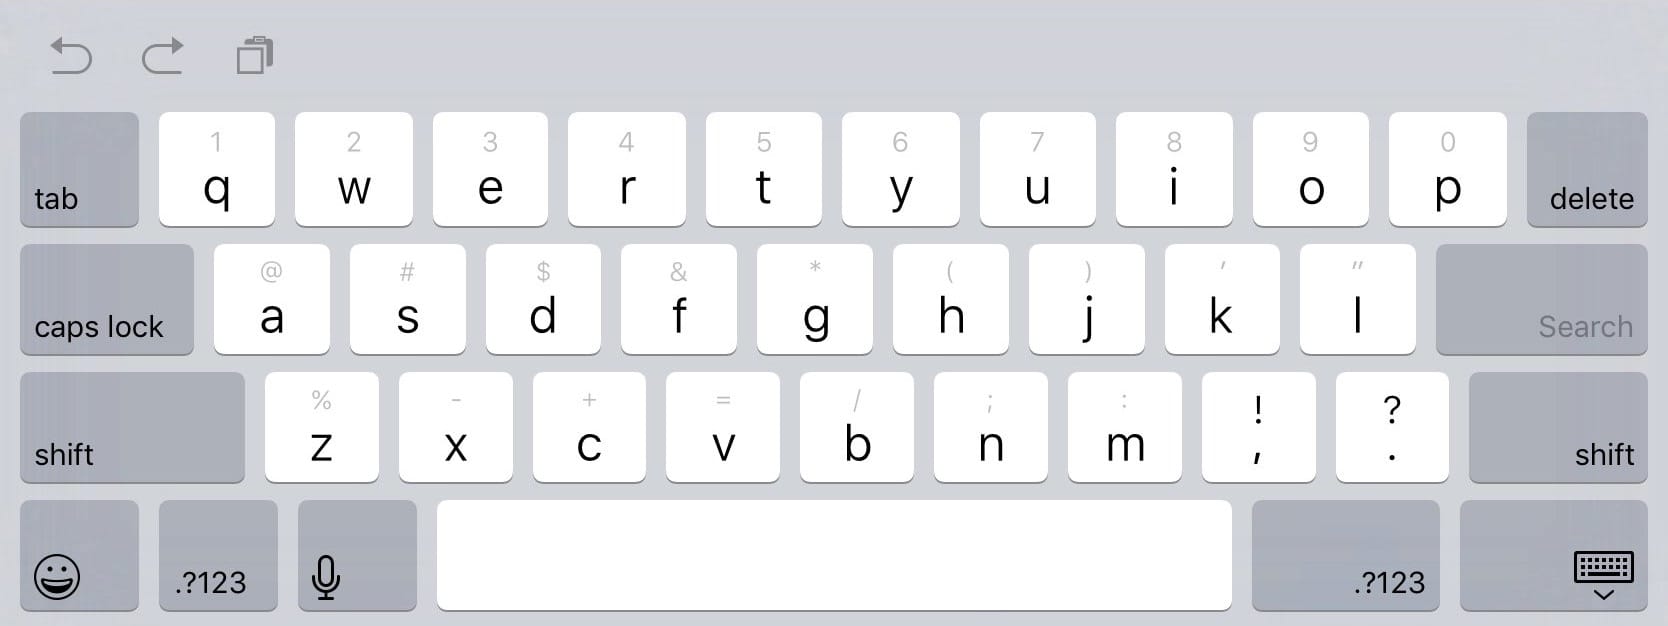 1 2 3 4 5 6 7 8 9 0
tab q w e r t y u i o p delete
@ # $ & * ( ) ' "
caps lock a s d f g h j k l Search
% - + = / ; : ! ?
shift z x c v b n m , . shift
.?123 .?123